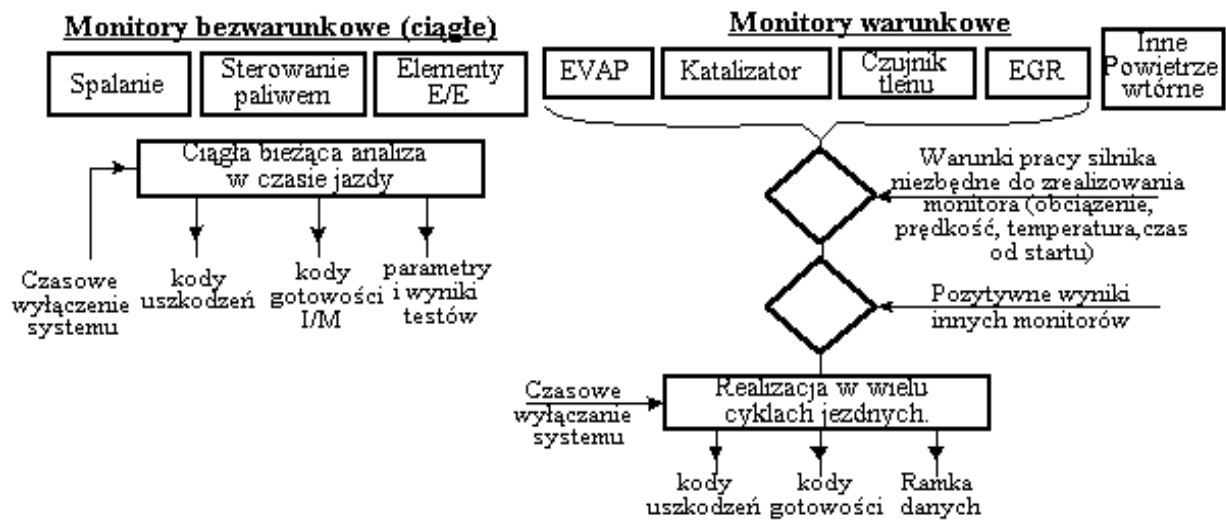 Monitory bezwarunkowe (ciągłe)
Spalanie
Sterowanie
paliwem
Elementy
E/E
Ciągła bieżąca analiza
w czasie jazdy
Czasowe
wyłączenie
systemu
kody
uszkodzeń
kody
gotowości
I/M
parametry
i wyniki
testów
Monitory warunkowe
EVAP
Katalizator
Czujnik
tlenu
EGR
Inne
Powietrze
wtórne
Warunki pracy silnika
niezbędne do zrealizowania
monitora (obciązenie,
prędkość, temperatura,czas
od startu)
Pozytywne wyniki
innych monitorów
Czasowe
wyłączanie
systemu
Realizacja w wielu
cyklach jezdnych.
kody
uszkodzeń
kody
gotowości
Ramka
danych